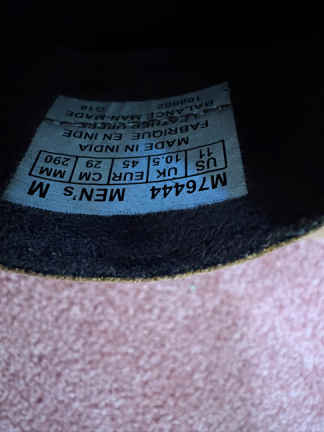 M76444 MEN's M
US UK EUR CM MM
11 10.5 45 29 290
MADE IN INDIA
FABRIQUE EN INDE
LEATHER
BALANCE MAN-MADE